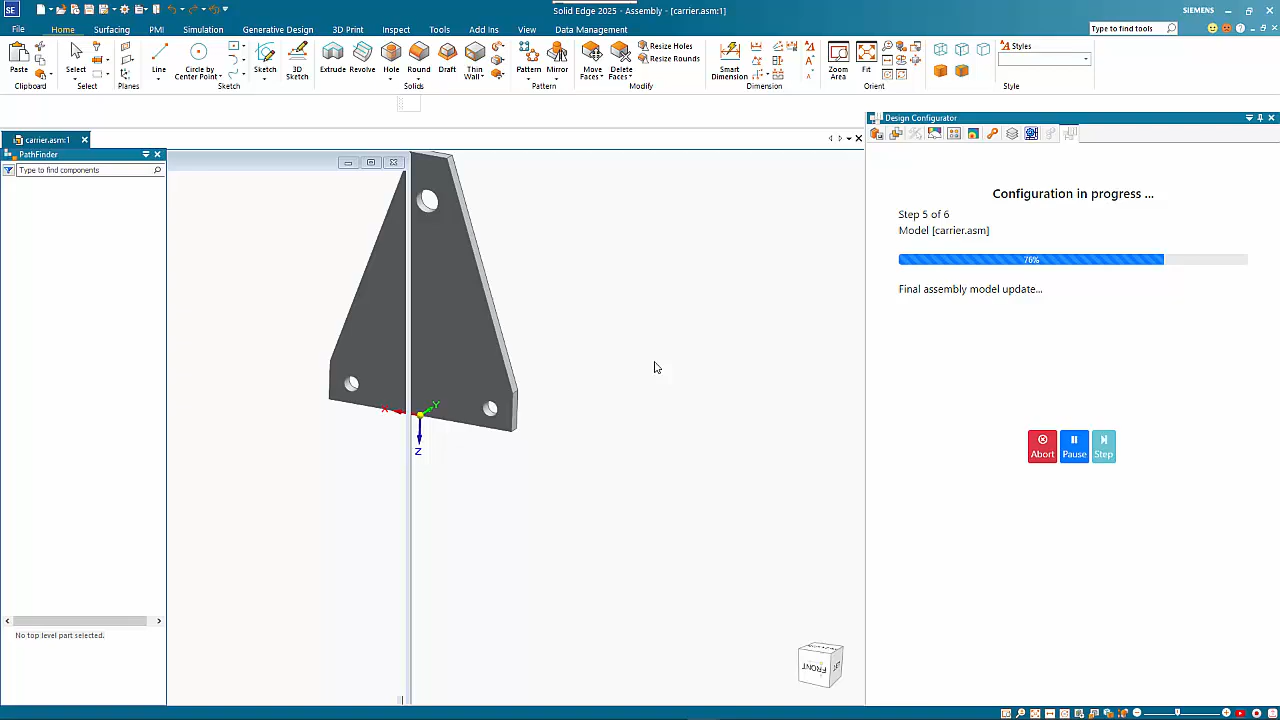 Solid Edge 2025 - Assembly - [carrier.asm:1]
SIEMENS
SE
File
Home
Surfacing
PMI
Simulation
Generative Design
3D Print
Inspect
Tools
Add Ins
View
Data Management
Type to find tools
Paste
Clipboard
Select
Select
Planes
Line
Circle by Center Point
Sketch
3D Sketch
Sketch
Extrude
Revolve
Hole
Round
Draft
Thin Wall
Solids
Pattern
Mirror
Pattern
Move Faces
Delete Faces
Resize Holes
Resize Rounds
Modify
Smart Dimension
Dimension
Zoom Area
Fit
Orient
Styles
Style
carrier.asm:1
PathFinder
Type to find components
No top level part selected.
X
Y
Z
FRONT
Design Configurator
Configuration in progress ...
Step 5 of 6
Model [carrier.asm]
76%
Final assembly model update...
Abort
Pause
Step